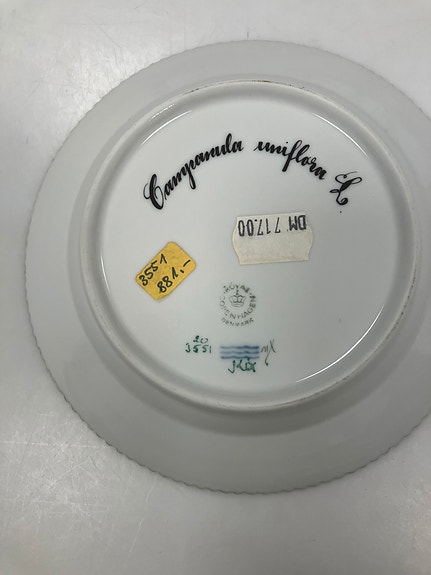 Campanula uniflora L.
DM 717.00
3551
881.-
ROYAL
COPENHAGEN
DENMARK
20
3551